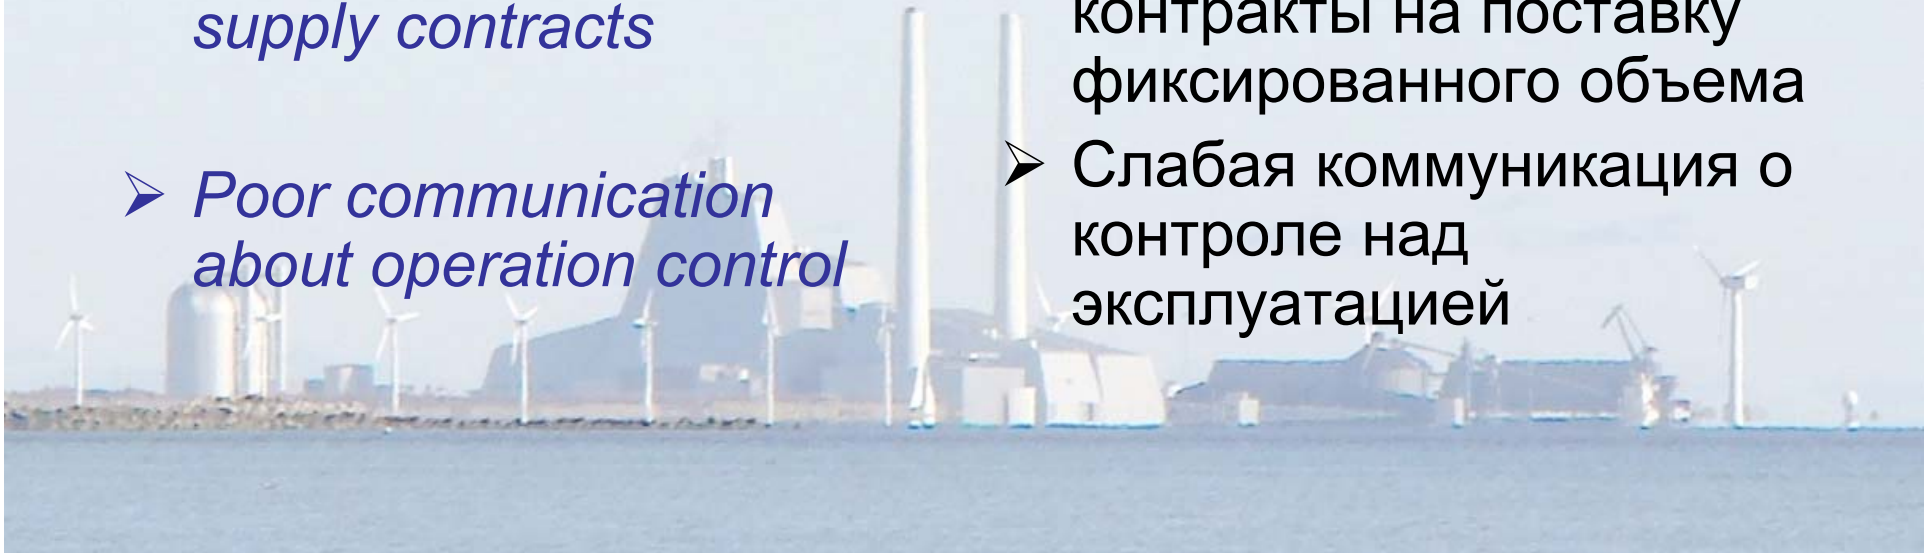 supply contracts
Poor communication
about operation control
контракты на поставку
фиксированного объема
Слабая коммуникация о
контроле над
эксплуатацией